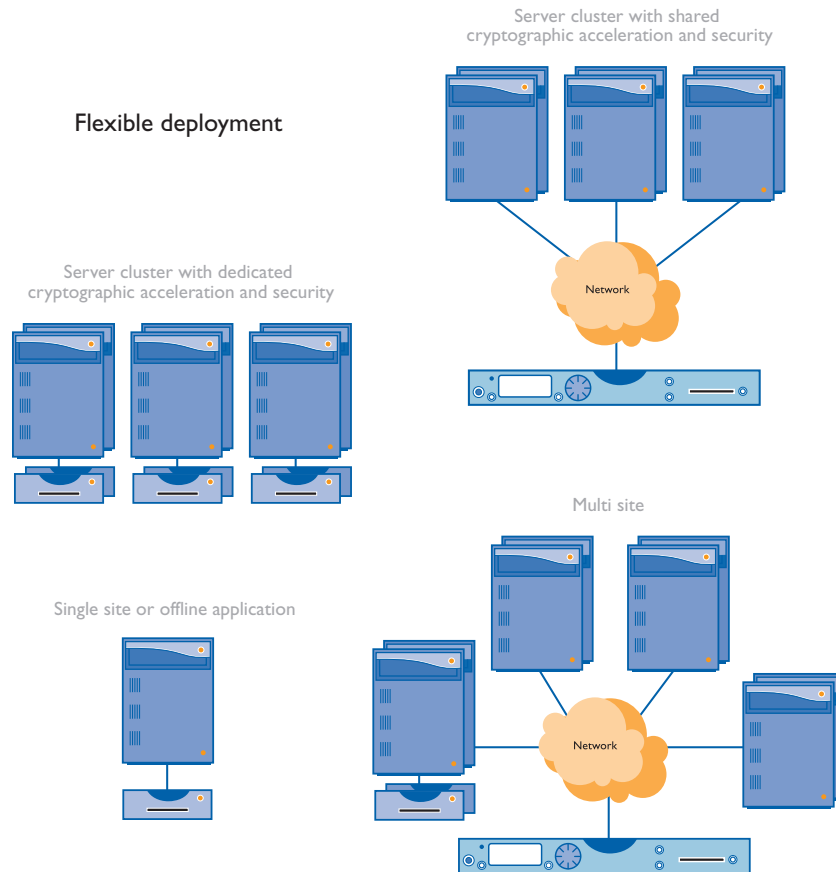 Server cluster with shared
cryptographic acceleration and security
Flexible deployment
Network
Server cluster with dedicated
cryptographic acceleration and security
Multi site
Single site or offline application
Network